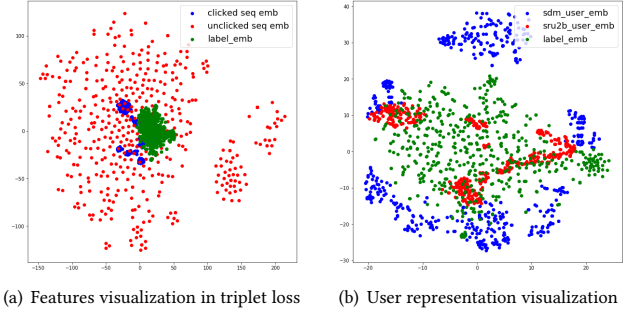 clicked seq emb
unclicked seq emb
label_emb
100
50
0
−50
−100
−150 −100 −50 0 50 100 150 200
(a) Features visualization in triplet loss
sdm_user_emb
sru2b_user_emb
label_emb
40
30
20
10
0
−10
−20
−30
−20 −10 0 10 20
(b) User representation visualization